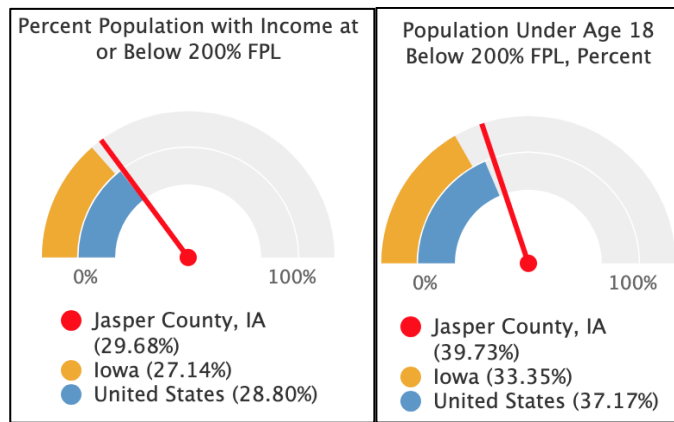 Percent Population with Income at
or Below 200% FPL
0%
100%
Jasper County, IA
(29.68%)
Iowa (27.14%)
United States (28.80%)
Population Under Age 18
Below 200% FPL, Percent
0%
100%
Jasper County, IA
(39.73%)
Iowa (33.35%)
United States (37.17%)